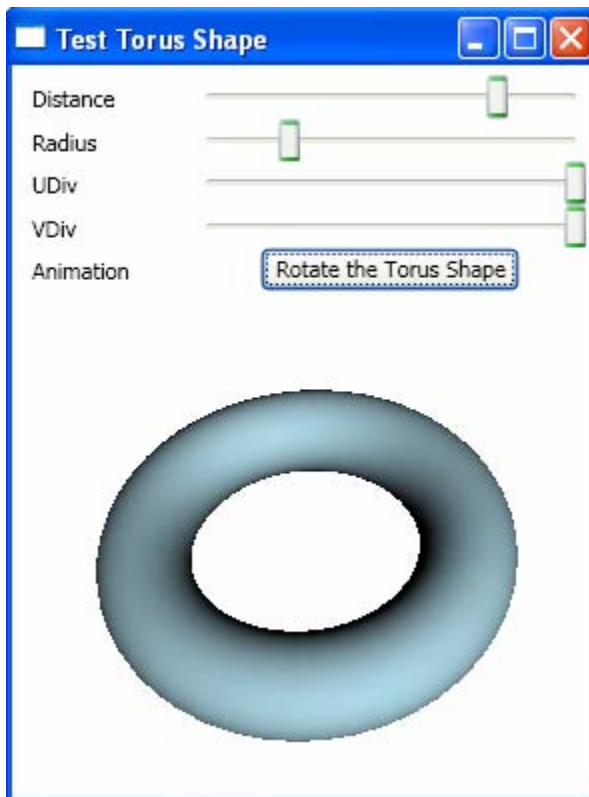 Test Torus Shape
Distance
Radius
UDiv
VDiv
Animation Rotate the Torus Shape